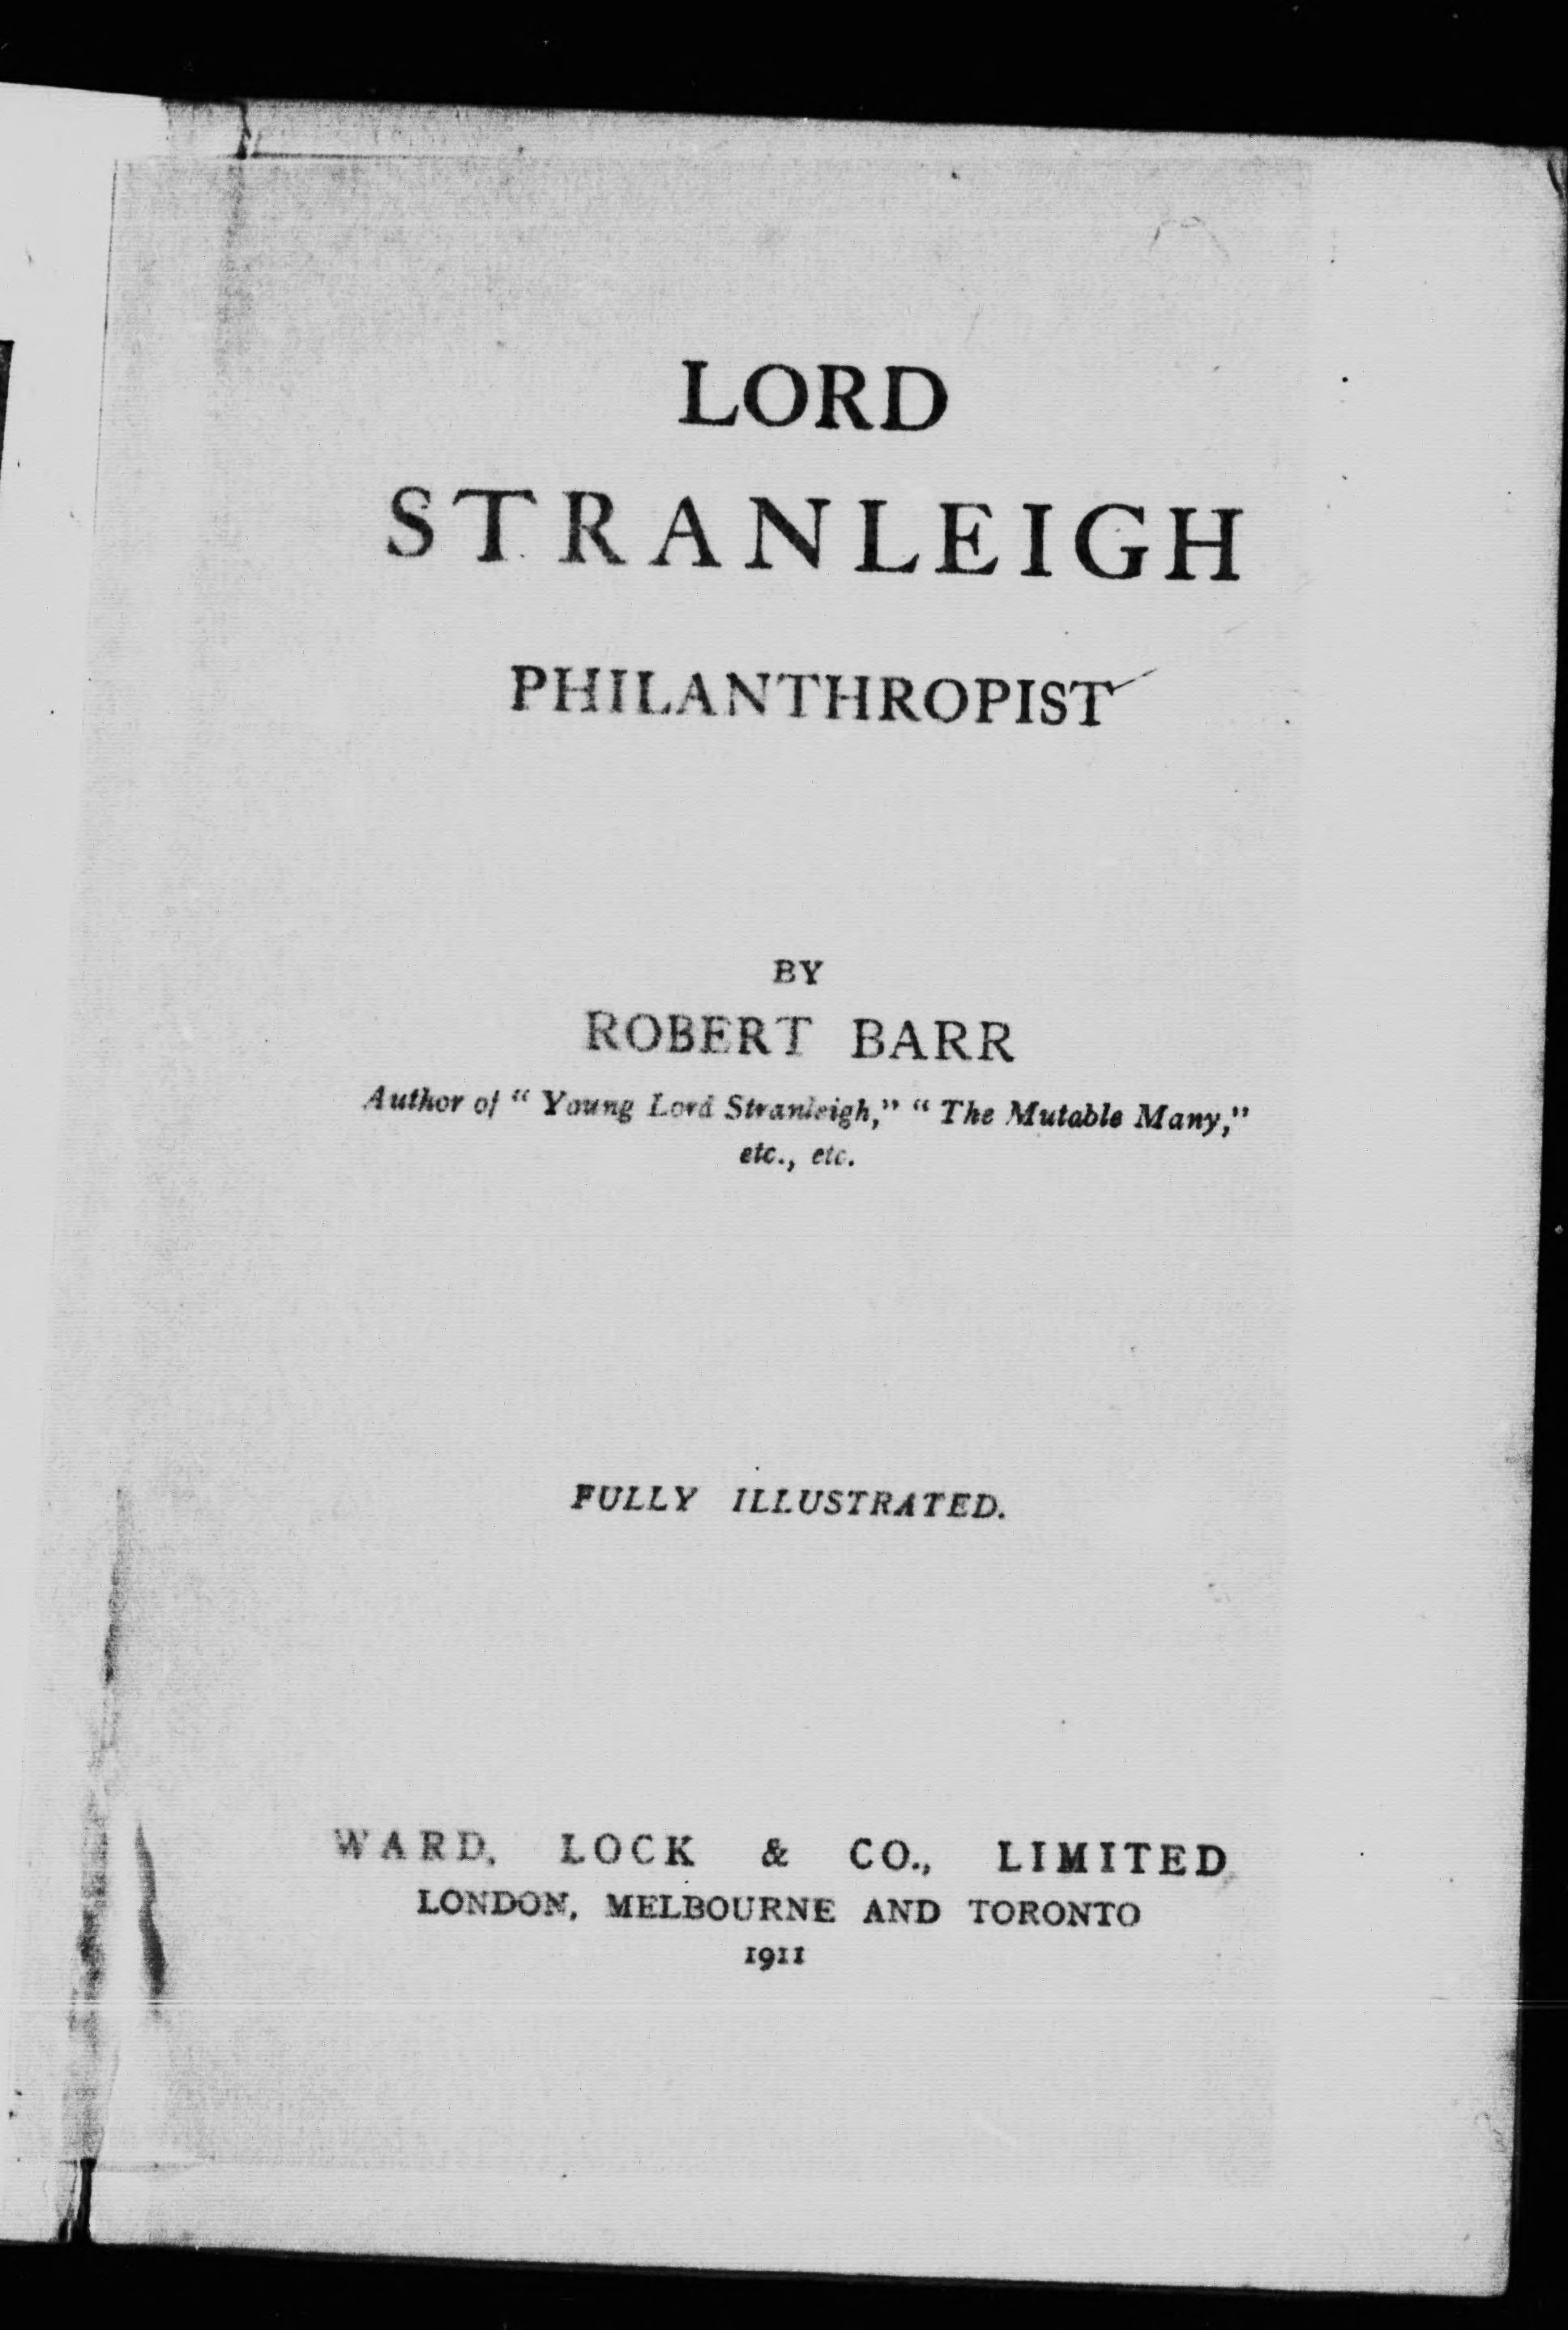 LORD
STRANLEIGH
PHILANTHROPIST
BY
ROBERT BARR
Author of “ Young Lord Stranleigh,” “ The Mutable Many,”
etc., etc.
FULLY ILLUSTRATED.
WARD, LOCK & CO., LIMITED
LONDON, MELBOURNE AND TORONTO
1911